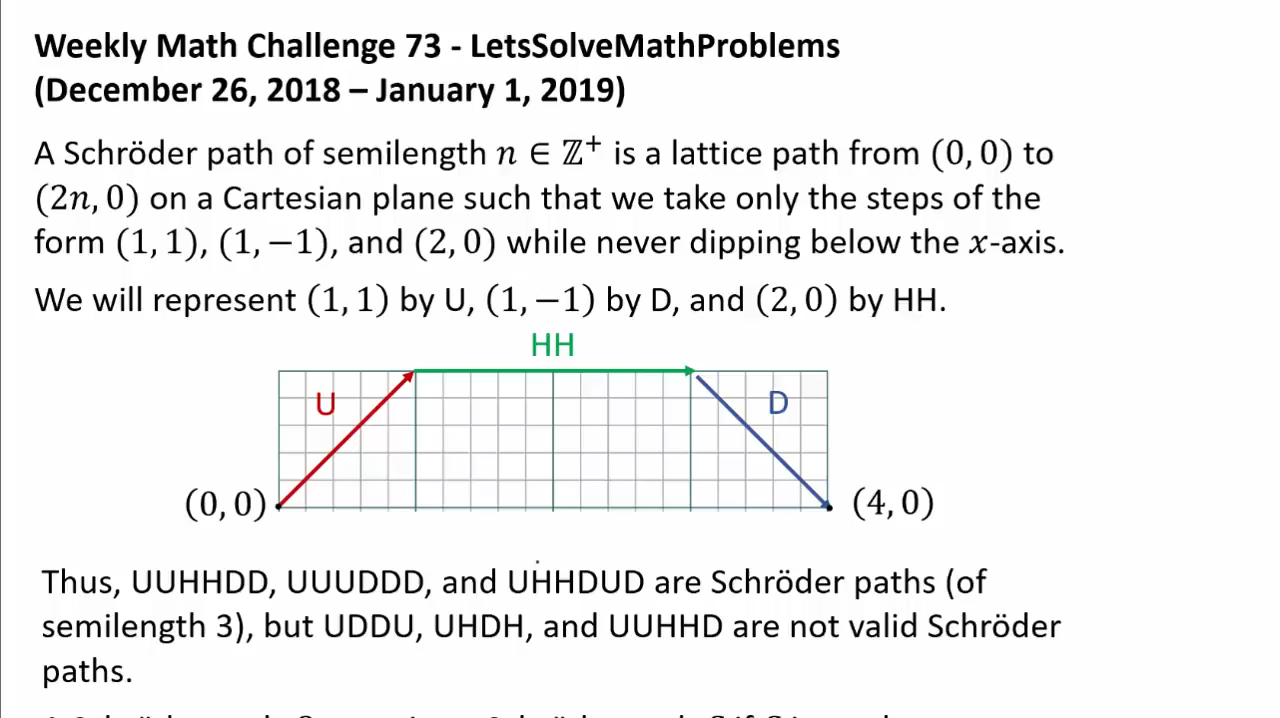 Weekly Math Challenge 73 - LetsSolveMathProblems
(December 26, 2018 – January 1, 2019)
A Schröder path of semilength 𝑛 ∈ ℤ⁺ is a lattice path from (0, 0) to
(2𝑛, 0) on a Cartesian plane such that we take only the steps of the
form (1, 1), (1, −1), and (2, 0) while never dipping below the 𝑥-axis.
We will represent (1, 1) by U, (1, −1) by D, and (2, 0) by HH.
HH
U
D
(0, 0)
(4, 0)
Thus, UUHHDD, UUUDDD, and UHHDUD are Schröder paths (of
semilength 3), but UDDU, UHDH, and UUHHD are not valid Schröder
paths.